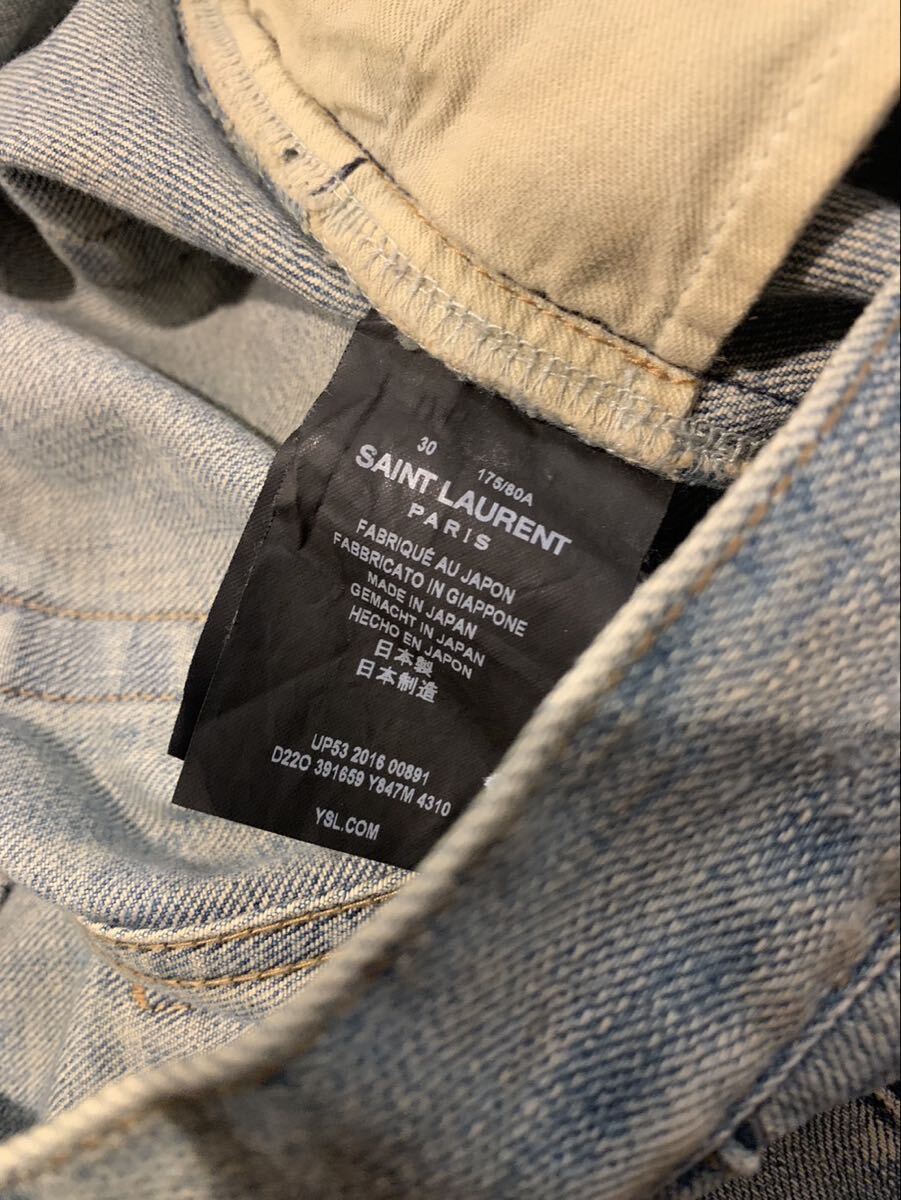 30 175/80A
SAINT LAURENT
PARIS
FABRIQUÉ AU JAPON
FABBRICATO IN GIAPPONE
MADE IN JAPAN
GEMACHT IN JAPAN
HECHO EN JAPON
日本製
日本制造
UP53 2016 00891
D22O 391659 Y847M 4310
YSL.COM